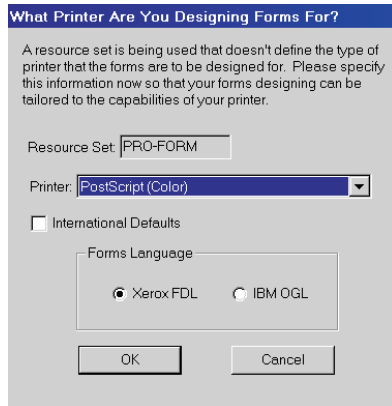 What Printer Are You Designing Forms For?
A resource set is being used that doesn't define the type of
printer that the forms are to be designed for. Please specify
this information now so that your forms designing can be
tailored to the capabilities of your printer.
Resource Set: PRO-FORM
Printer: PostScript (Color)
International Defaults
Forms Language
Xerox FDL IBM OGL
OK Cancel